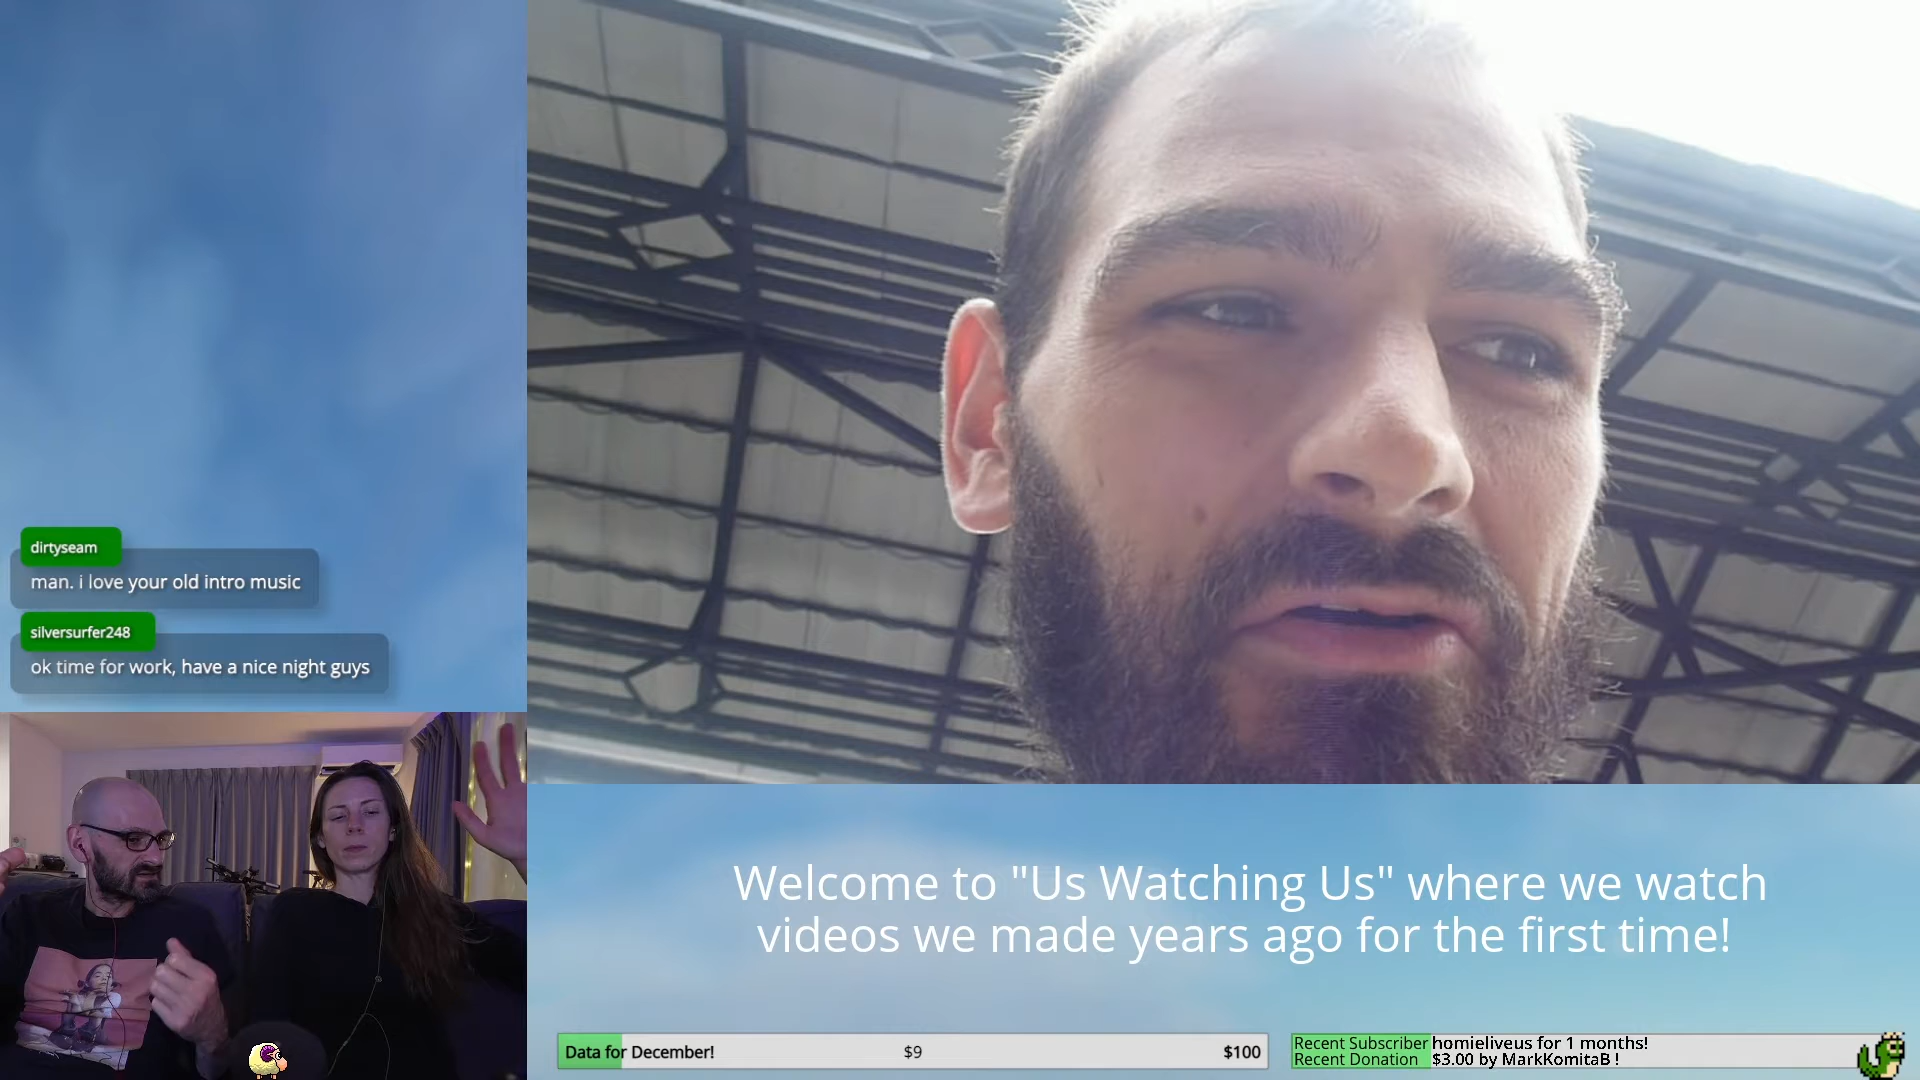 dirtyseam
man. i love your old intro music
silversurfer248
ok time for work, have a nice night guys
Welcome to "Us Watching Us" where we watch
videos we made years ago for the first time!
Data for December!
$9
$100
Recent Subscriber homieliveus for 1 months!
Recent Donation $3.00 by MarkKomitaB !